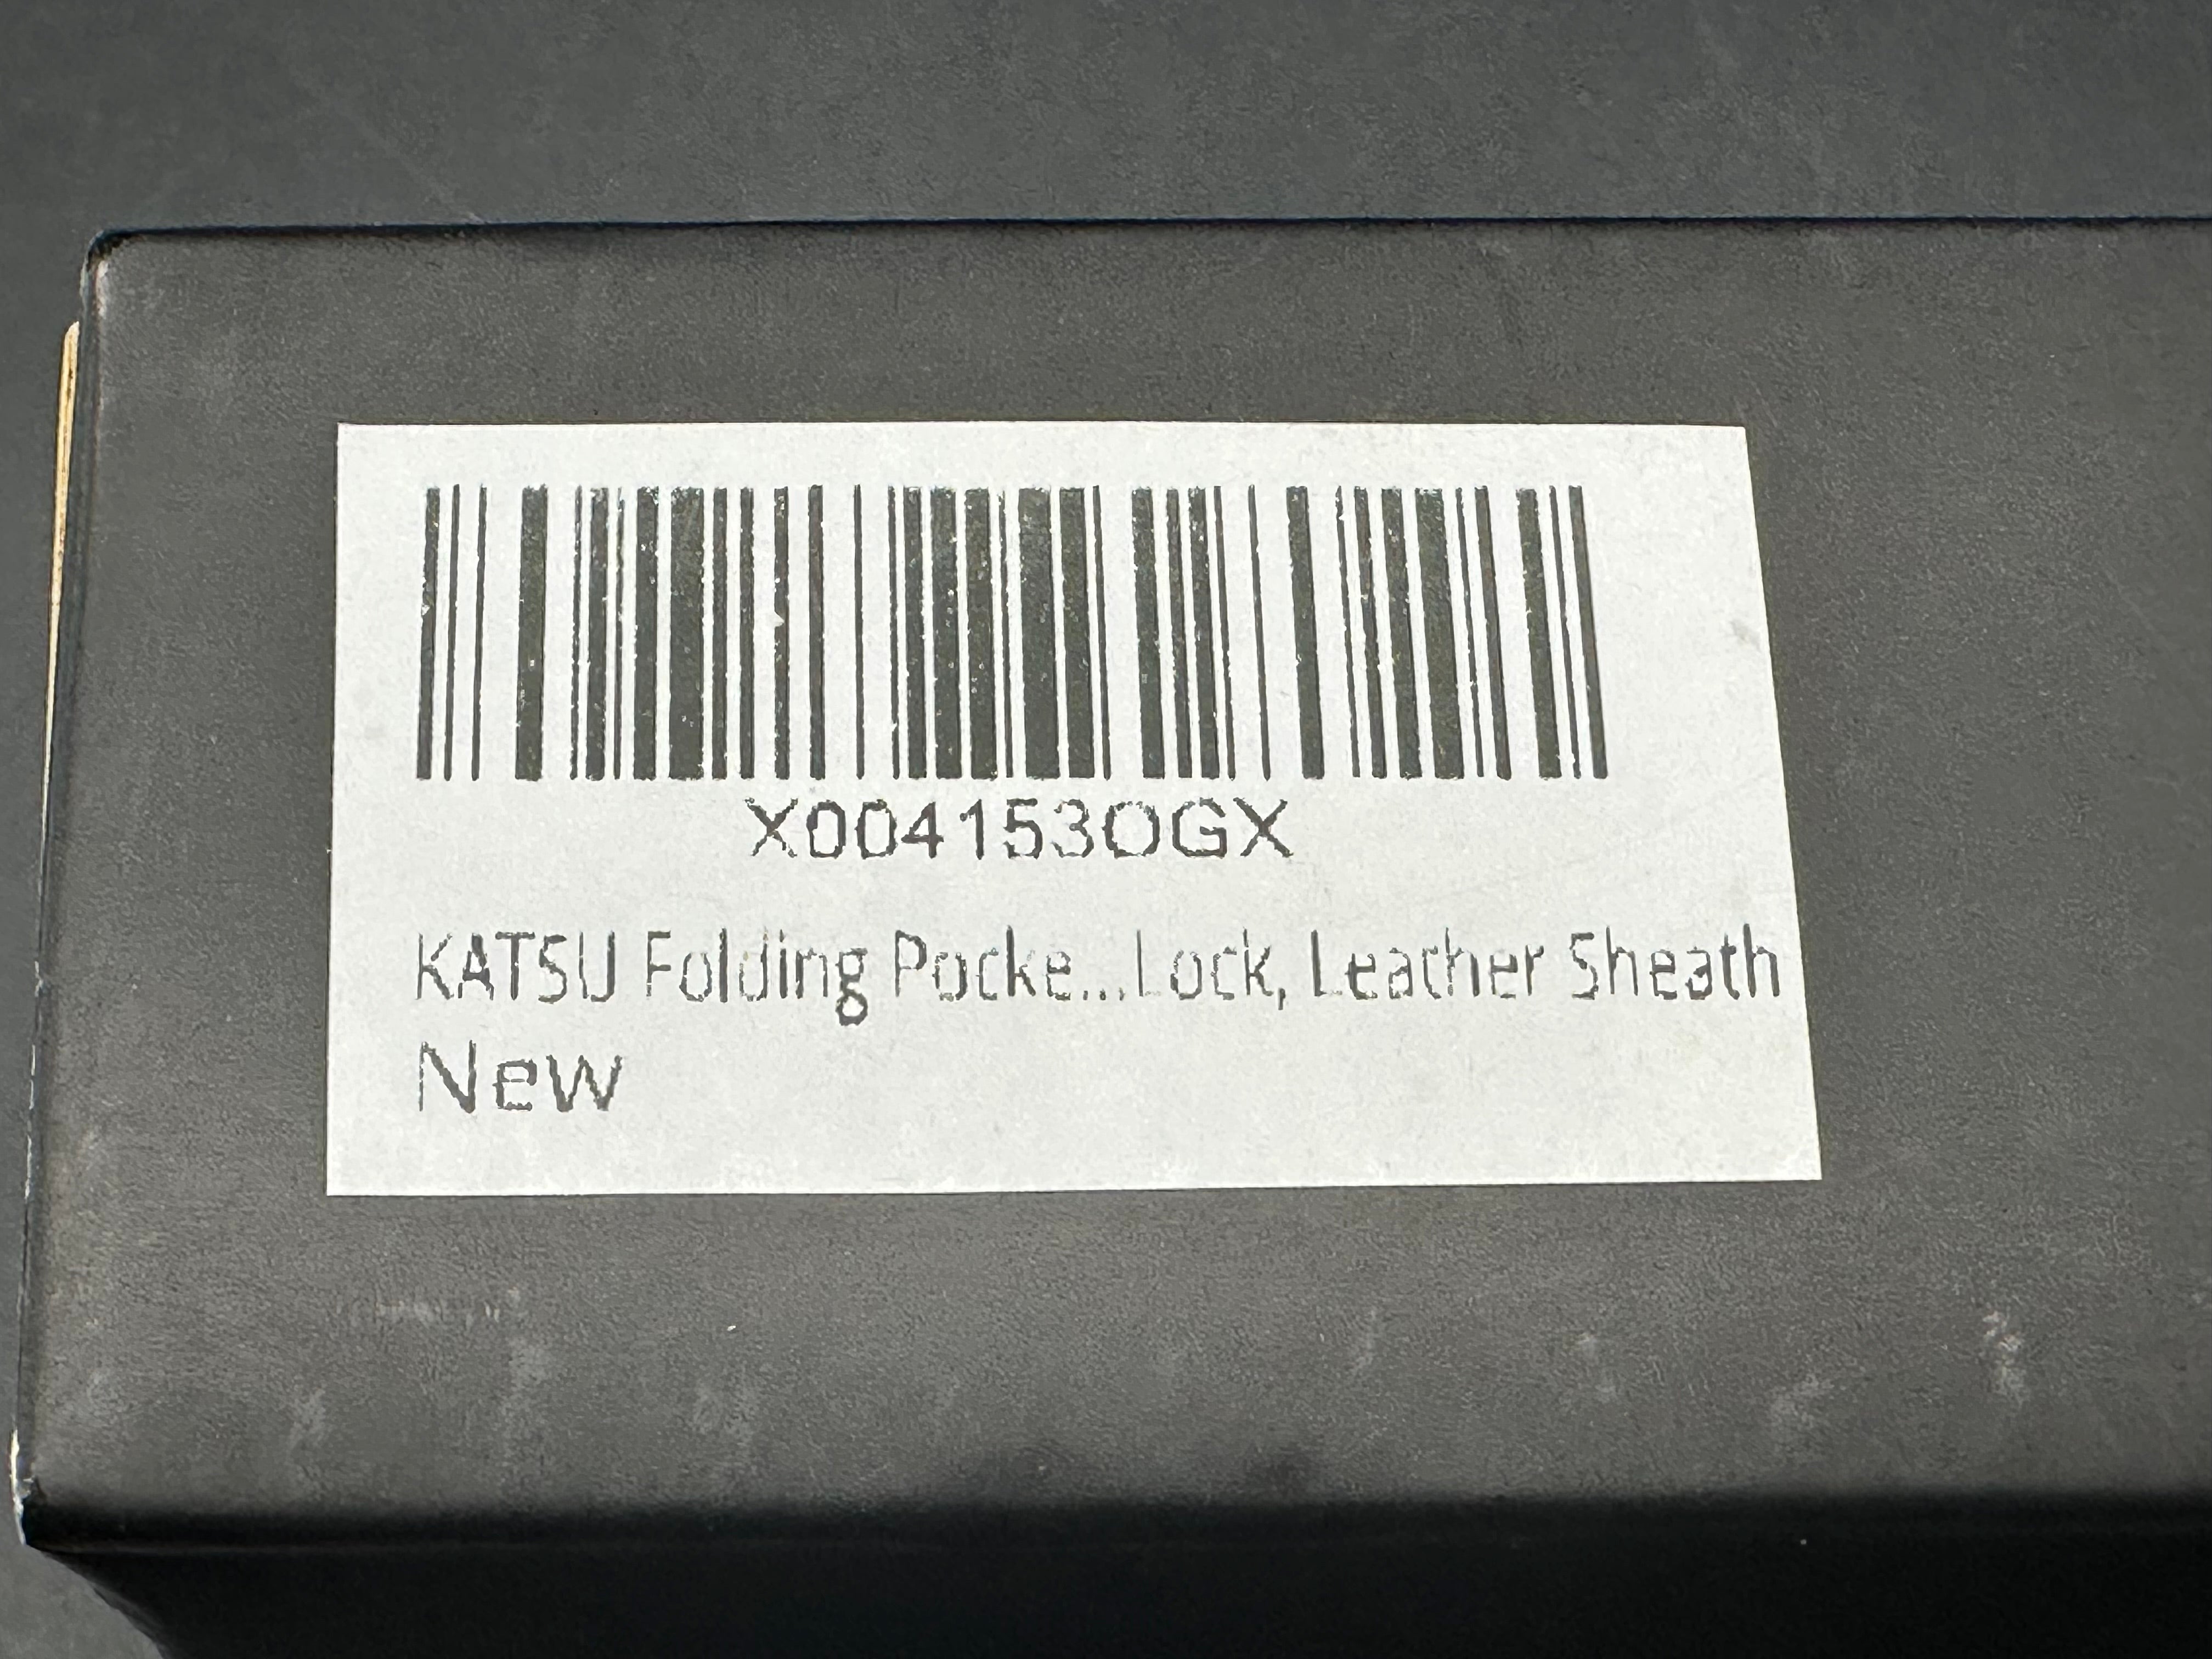 X004153OGX
KATSU Folding Pocke...Lock, Leather Sheath
New